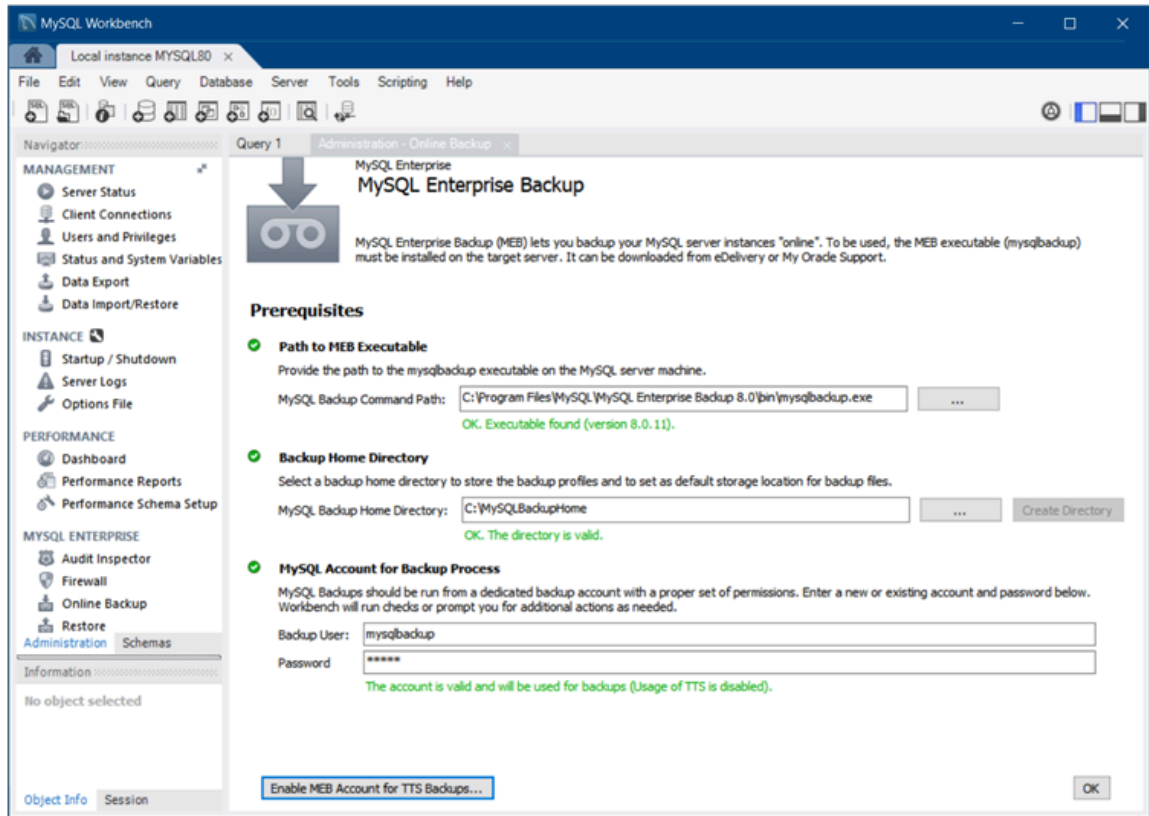 MySQL Workbench
Local instance MYSQL80
File Edit View Query Database Server Tools Scripting Help
Navigator
MANAGEMENT
Server Status
Client Connections
Users and Privileges
Status and System Variables
Data Export
Data Import/Restore
INSTANCE
Startup / Shutdown
Server Logs
Options File
PERFORMANCE
Dashboard
Performance Reports
Performance Schema Setup
MYSQL ENTERPRISE
Audit Inspector
Firewall
Online Backup
Restore
Administration Schemas
Information
No object selected
Object Info Session
Query 1 Administration - Online Backup
MySQL Enterprise
MySQL Enterprise Backup
MySQL Enterprise Backup (MEB) lets you backup your MySQL server instances "online". To be used, the MEB executable (mysqlbackup)
must be installed on the target server. It can be downloaded from eDelivery or My Orade Support.
Prerequisites
Path to MEB Executable
Provide the path to the mysqlbackup executable on the MySQL server machine.
MySQL Backup Command Path: C:\Program Files\MySQL\MySQL Enterprise Backup 8.0\bin\mysqlbackup.exe ...
OK. Executable found (version 8.0.11).
Backup Home Directory
Select a backup home directory to store the backup profiles and to set as default storage location for backup files.
MySQL Backup Home Directory: C:\MySQLBackupHome ... Create Directory
OK. The directory is valid.
MySQL Account for Backup Process
MySQL Backups should be run from a dedicated backup account with a proper set of permissions. Enter a new or existing account and password below.
Workbench will run checks or prompt you for additional actions as needed.
Backup User: mysqlbackup
Password *****
The account is valid and will be used for backups (Usage of TTS is disabled).
Enable MEB Account for TTS Backups... OK